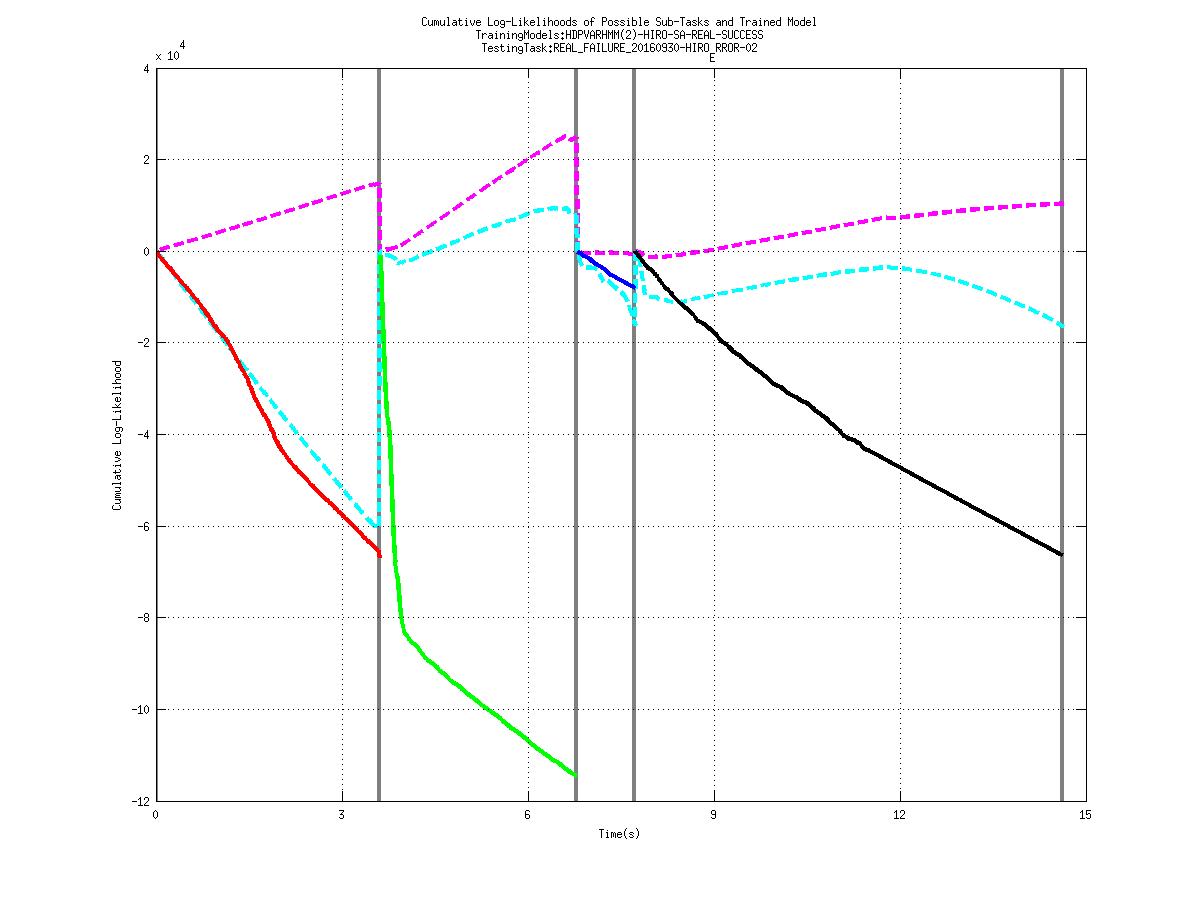 Cumulative Log-Likelihoods of Possible Sub-Tasks and Trained Model
TrainingModels:HDPVARHMM(2)-HIRO-SA-REAL-SUCCESS
TestingTask:REAL_FAILURE_20160930-HIRO_RROR-02
E
x 10 4
4
2
0
-2
-4
-6
-8
-10
-12
Cumulative Log-Likelihood
0 3 6 9 12 15
Time(s)